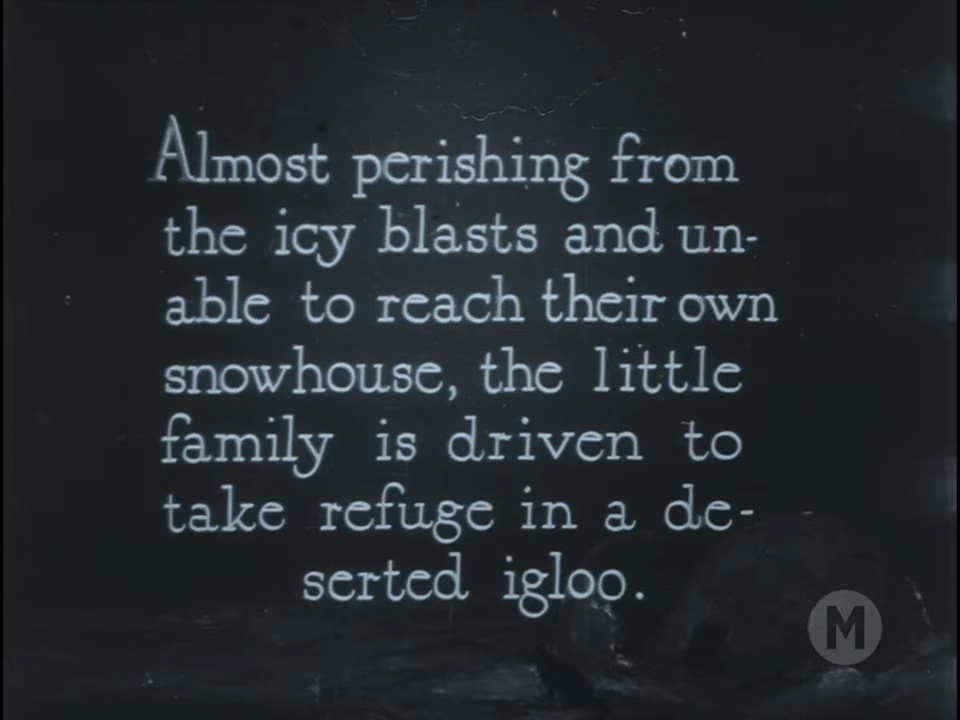 Almost perishing from
the icy blasts and un-
able to reach their own
snowhouse, the little
family is driven to
take refuge in a de-
serted igloo.
M